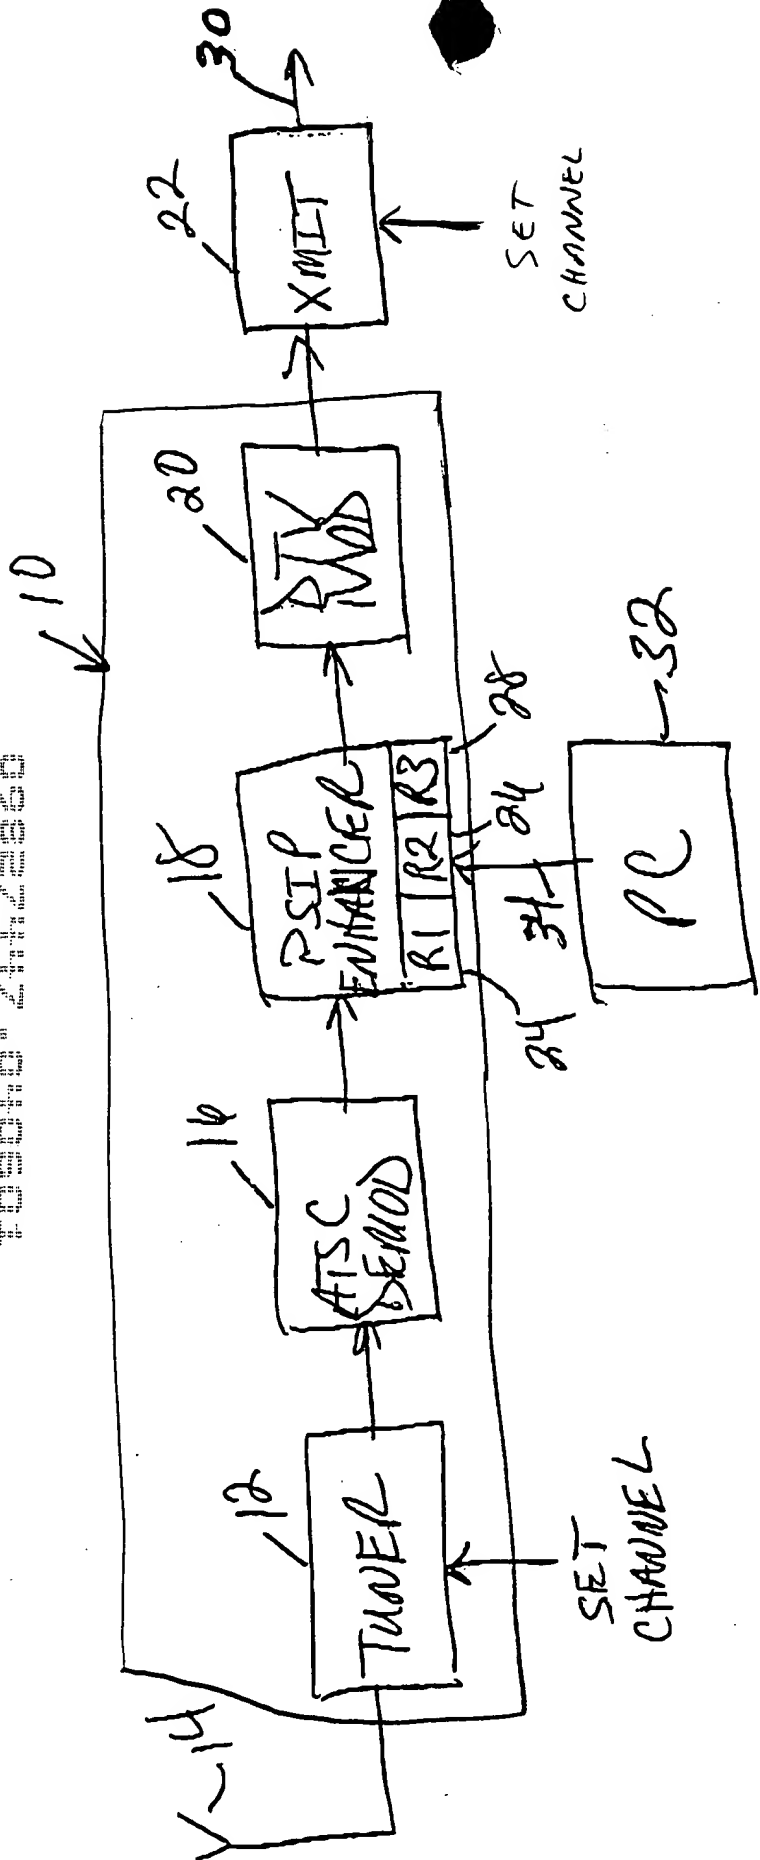 10
14
12
TUNER
SET
CHANNEL
16
ATSC
DEMOD
18
PSIP
ENHANCER
R1
R2
R3
24
24
28
34
PC
32
20
MOD
22
XMIT
30
SET
CHANNEL